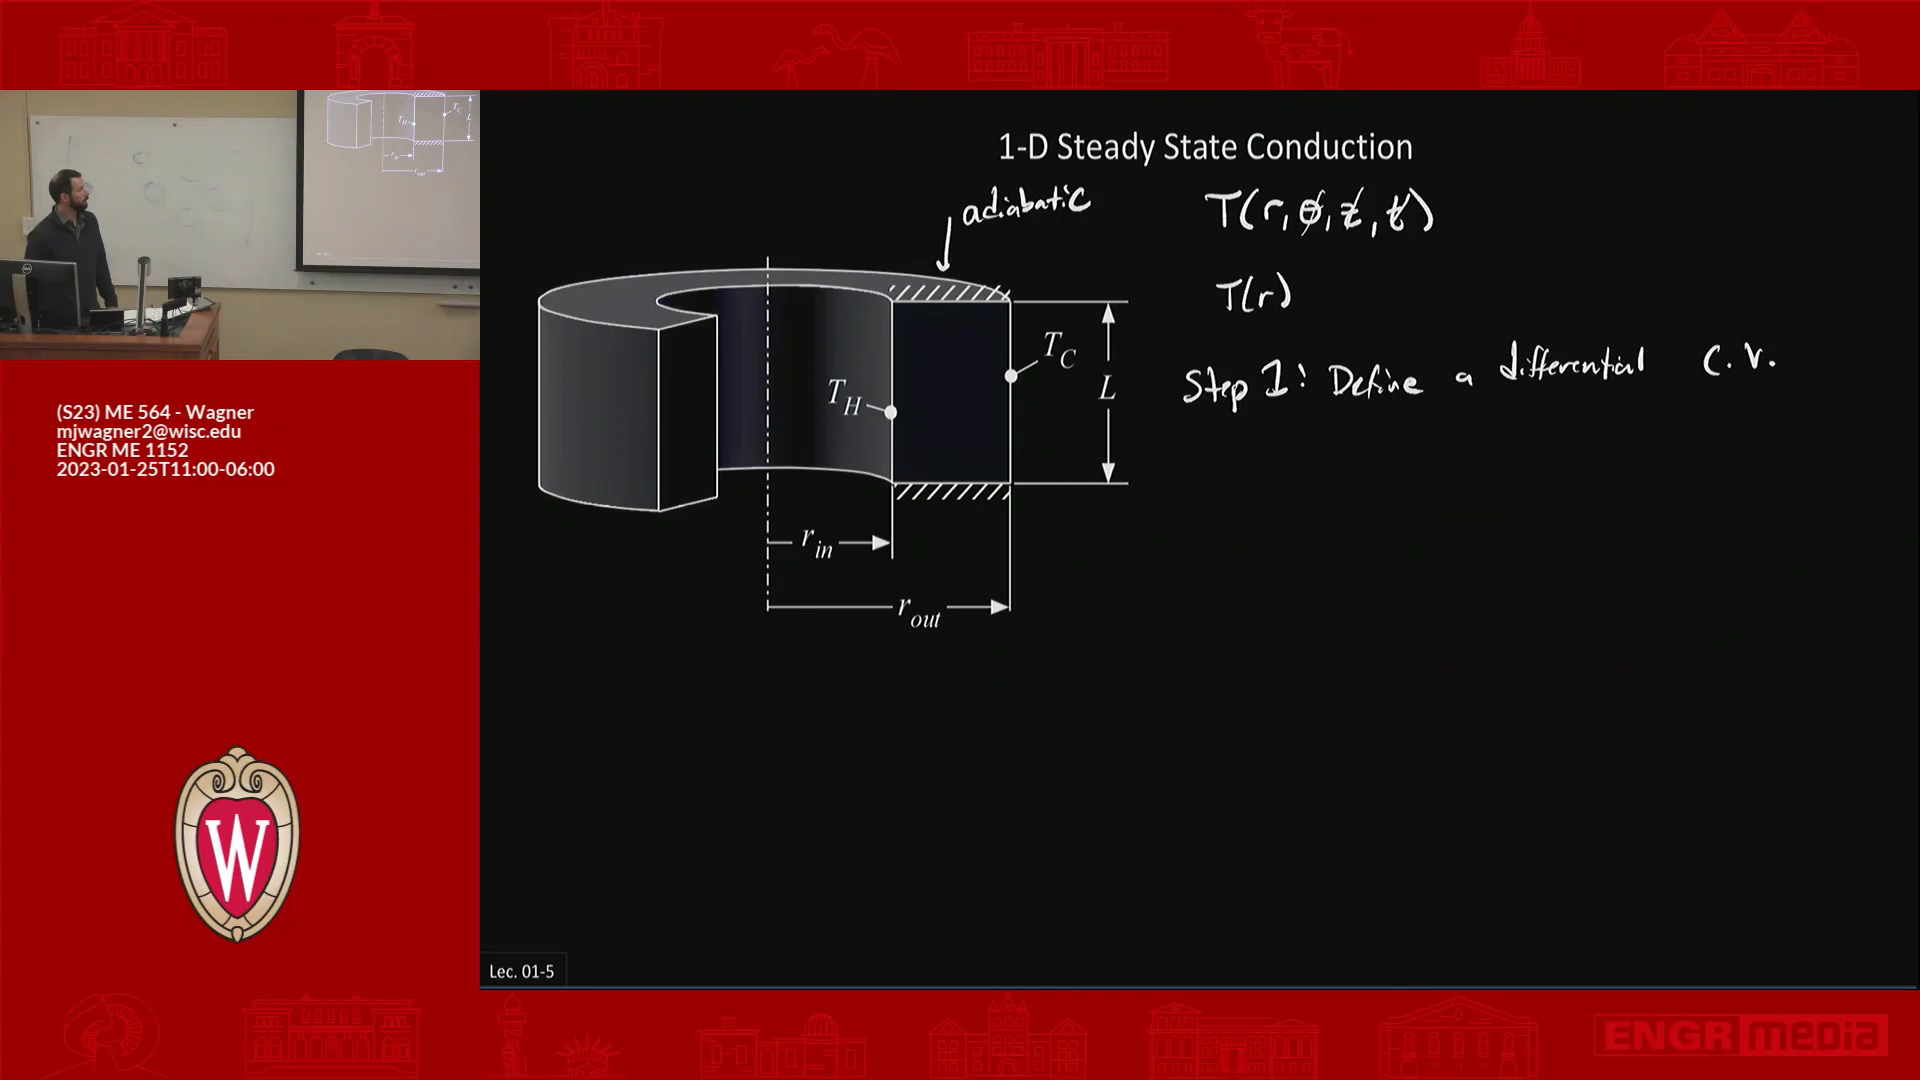 1-D Steady State Conduction
adiabatic
T(r, ϕ, z, t)
T(r)
T_C
Step 1: Define a differential C.V.
L
T_H
r_in
r_out
(S23) ME 564 - Wagner
mjwagner2@wisc.edu
ENGR ME 1152
2023-01-25T11:00-06:00
W
Lec. 01-5
ENGR media